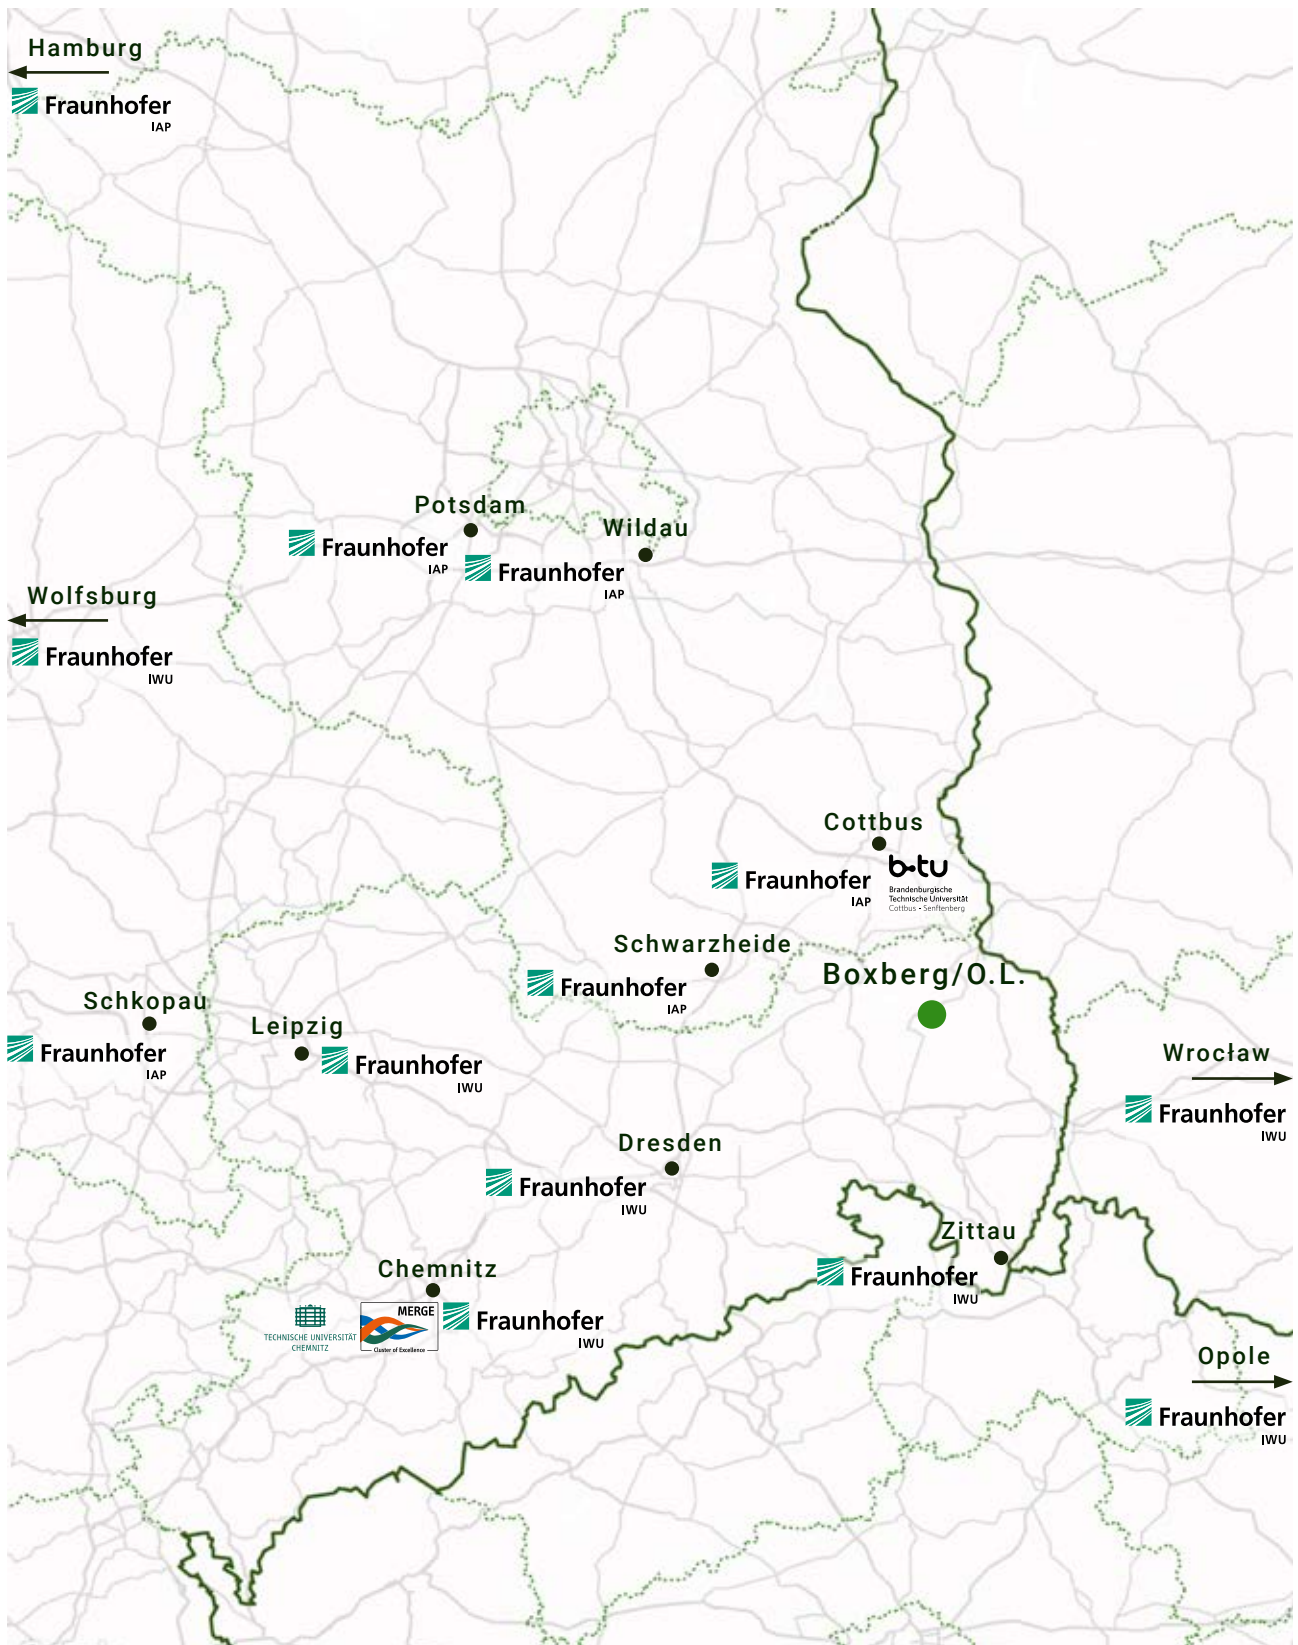 Hamburg
Fraunhofer
IAP
Potsdam
Fraunhofer
IAP
Wildau
Fraunhofer
IAP
Wolfsburg
Fraunhofer
IWU
Cottbus
Fraunhofer
IAP
b-tu
Brandenburgische
Technische Universität
Cottbus - Senftenberg
Schwarzheide
Fraunhofer
IAP
Boxberg/O.L.
Schkopau
Fraunhofer
IAP
Leipzig
Fraunhofer
IWU
Wrocław
Fraunhofer
IWU
Dresden
Fraunhofer
IWU
Zittau
Fraunhofer
IWU
Chemnitz
TECHNISCHE UNIVERSITÄT
CHEMNITZ
MERGE
Cluster of Excellence
Fraunhofer
IWU
Opole
Fraunhofer
IWU